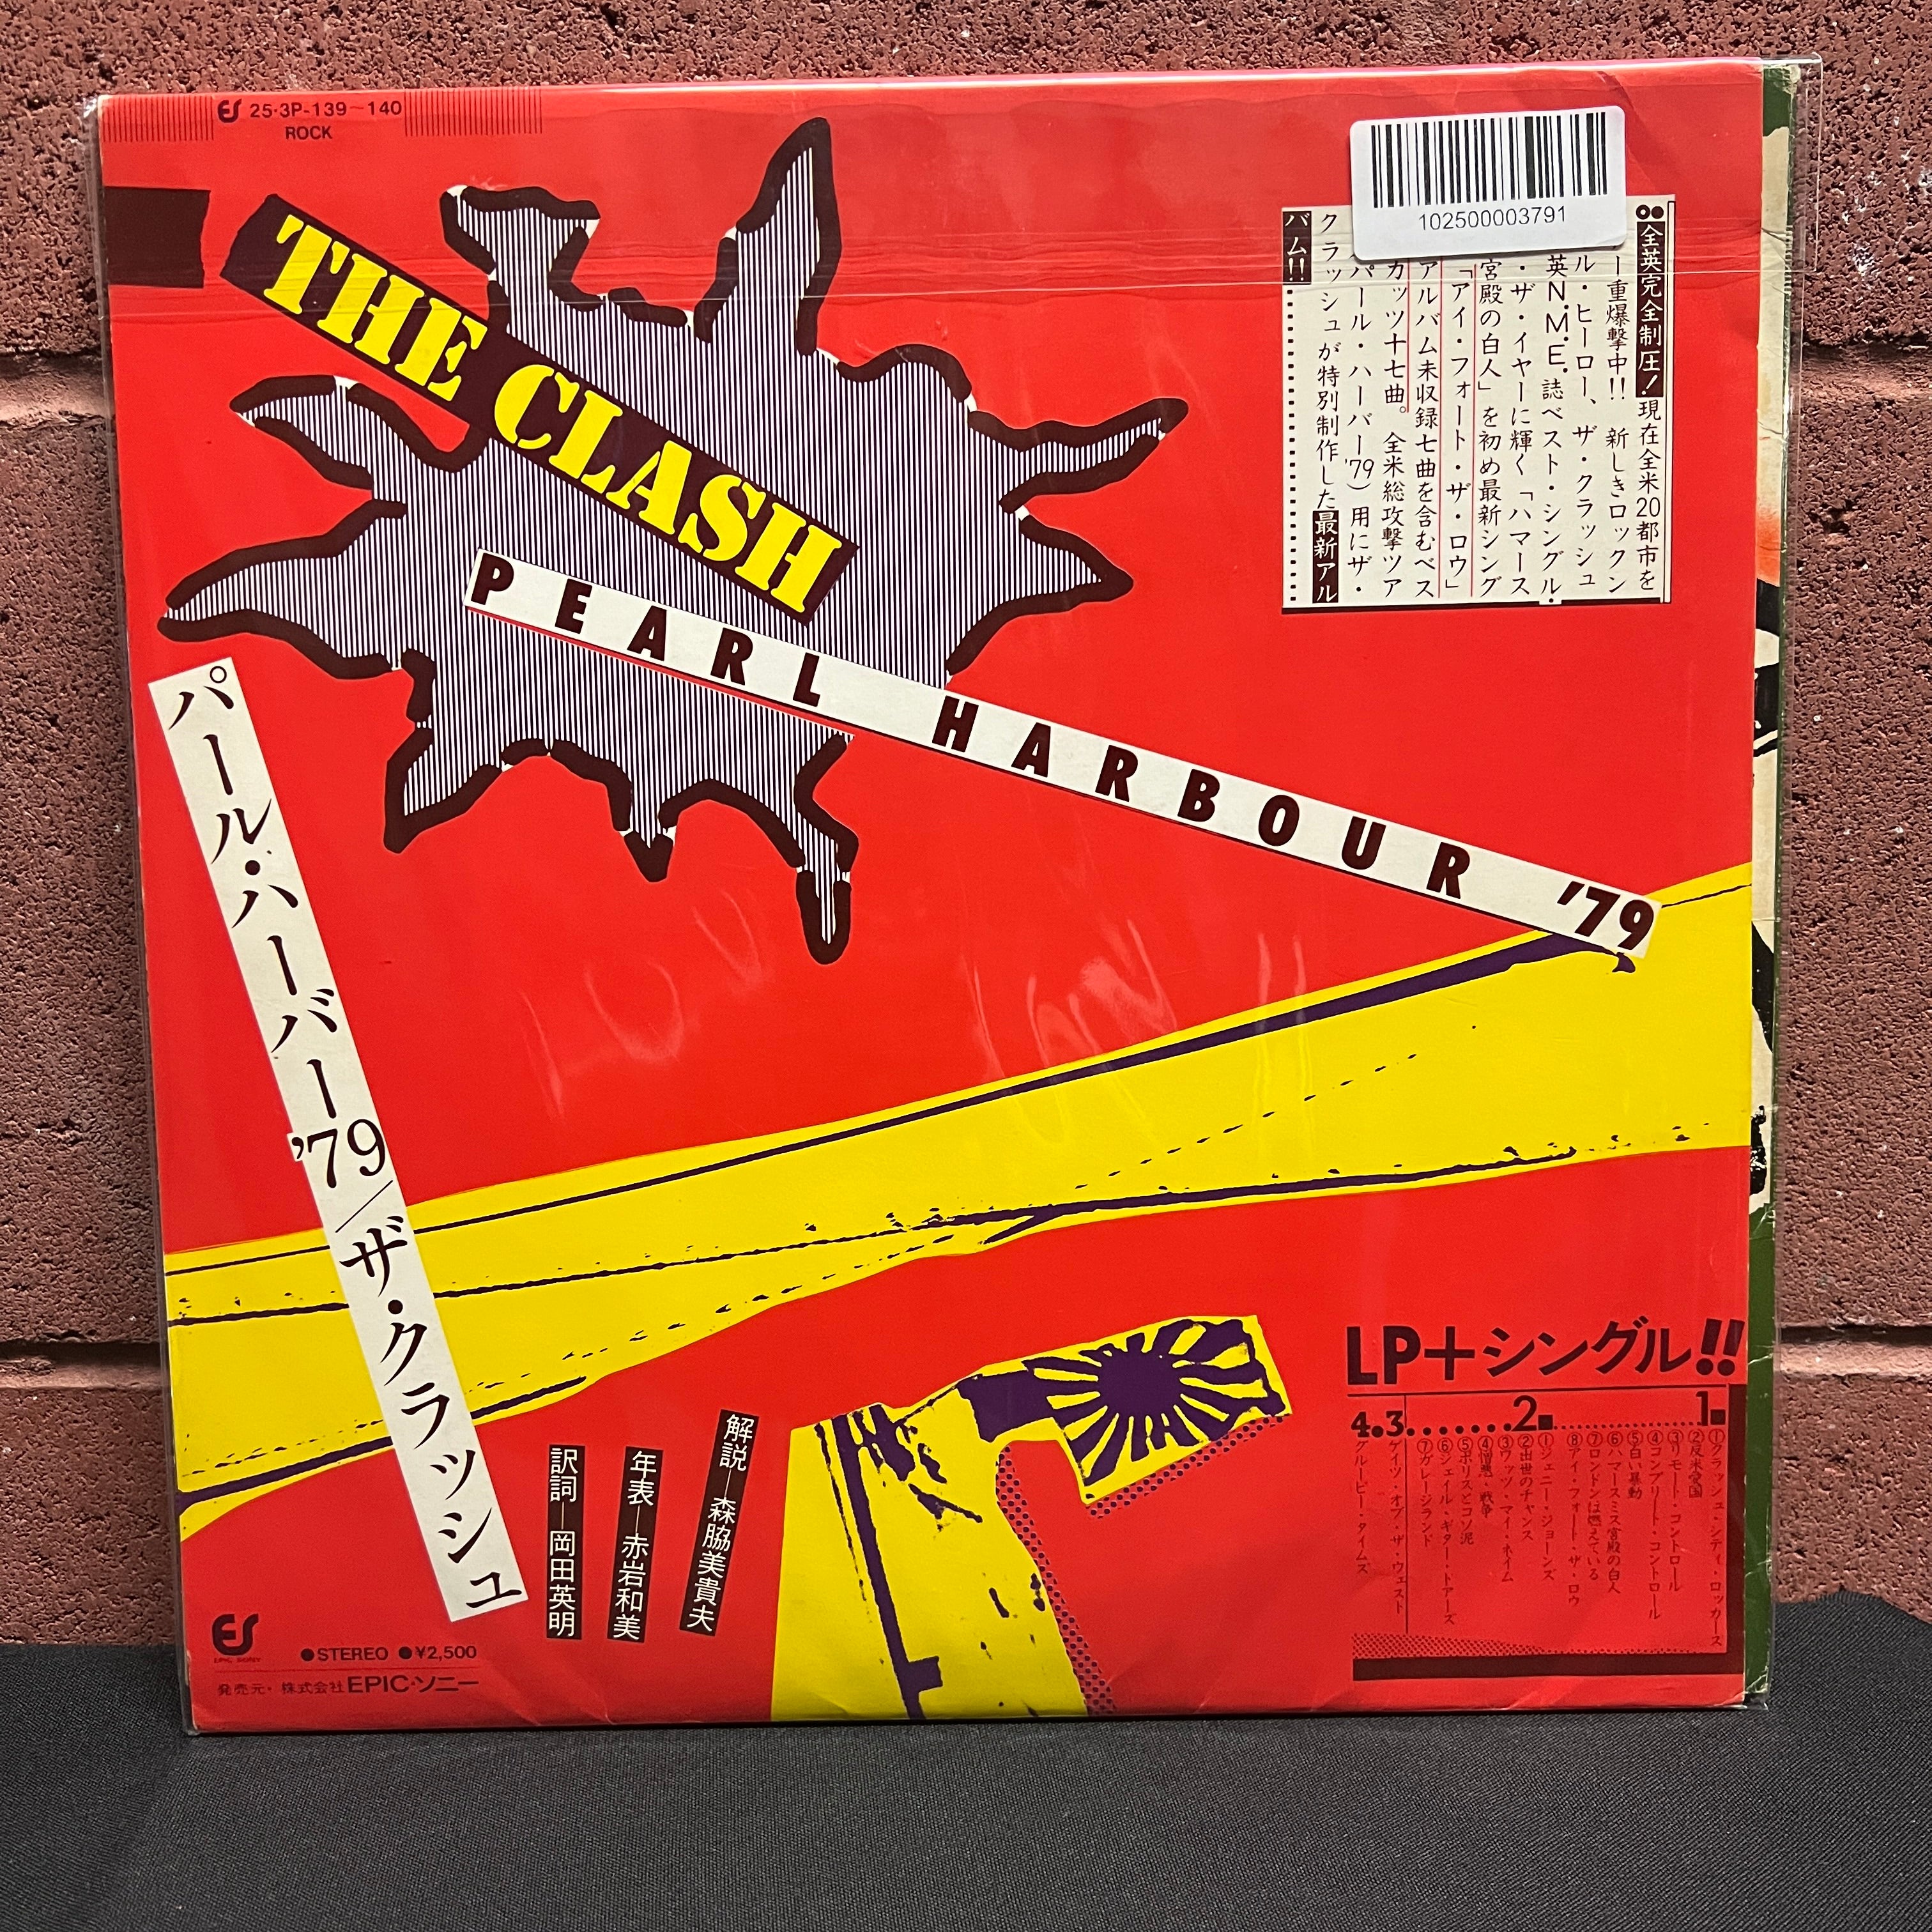 25・3P-139~140
ROCK
102500003791
THE CLASH
PEARL HARBOUR '79
全英完全制圧!現在全米20都市を
重爆撃中!! 新しきロックン
ル・ヒーロー、ザ・クラッシュ
英N.M.E.誌ベスト・シングル・
・ザ・イヤーに輝く「ハマース
宮殿の白人」を初め最新シング
「アイ・フォート・ザ・ロウ」
アルバム未収録七曲を含むベス
カッツ十七曲。全米総攻撃ツア
パール・ハーバー'79)用にザ・
クラッシュが特別制作した最新アル
バム!!
パール・ハーバー'79/ザ・クラッシュ
解説—森脇美貴夫
年表—赤岩和美
訳詞—岡田英明
LP+シングル!!
1
①クラッシュ・シティ・ロッカーズ
②反米愛国
③リモート・コントロール
④コンプリート・コントロール
⑤白い暴動
⑥ハマースミス宮殿の白人
⑦ロンドンは燃えている
⑧アイ・フォート・ザ・ロウ
2
①ジェニー・ジョーンズ
②出世のチャンス
③ワッツ・マイ・ネイム
④憎悪・戦争
⑤ポリスとコソ泥
⑥ジェイル・ギター・ドアーズ
⑦ガレージランド
4.3
ゲイツ・オブ・ザ・ウェスト
グルービー・タイムズ
EPIC SONY
●STEREO ●¥2,500
発売元・株式会社EPIC・ソニー